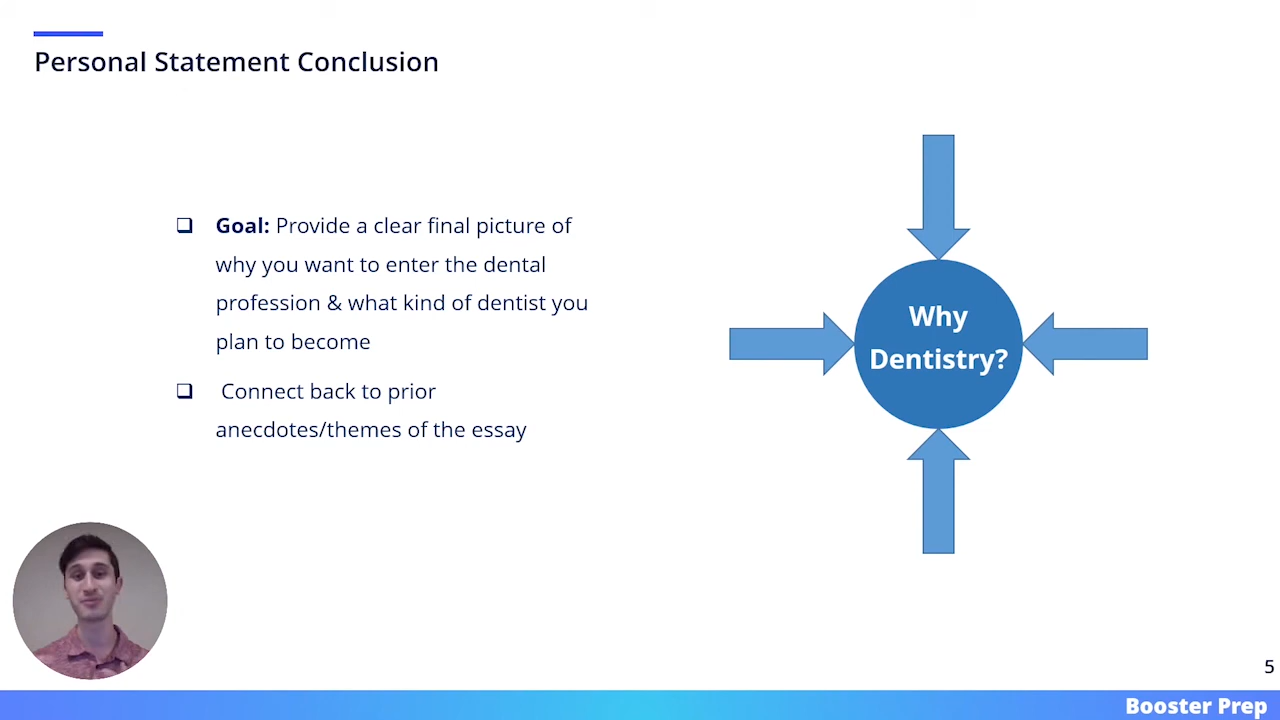 Personal Statement Conclusion
❑ Goal: Provide a clear final picture of
why you want to enter the dental
profession & what kind of dentist you
plan to become
❑ Connect back to prior
anecdotes/themes of the essay
Why
Dentistry?
5
Booster Prep